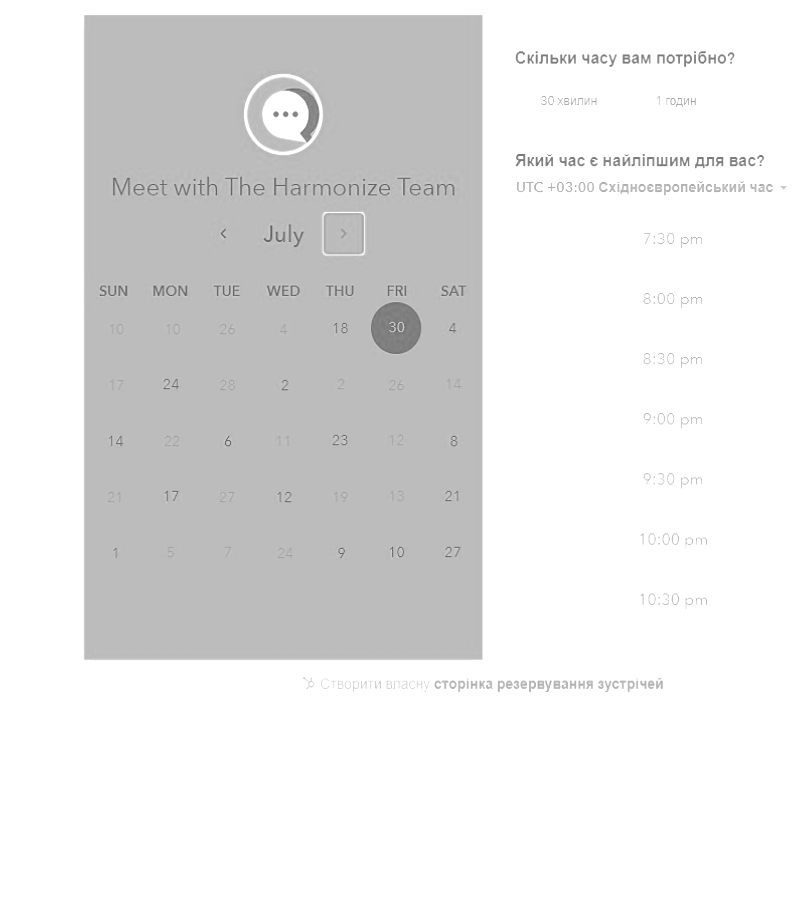 Meet with The Harmonize Team
July
SUN MON TUE WED THU FRI SAT
10 10 26 4 18 30 4
17 24 28 2 2 26 14
14 22 6 11 23 12 8
21 17 27 12 19 13 21
1 5 7 24 9 10 27
Скільки часу вам потрібно?
30 хвилин 1 годин
Який час є найліпшим для вас?
UTC +03:00 Східноєвропейський час
7:30 pm
8:00 pm
8:30 pm
9:00 pm
9:30 pm
10:00 pm
10:30 pm
Створити власну сторінка резервування зустрічей